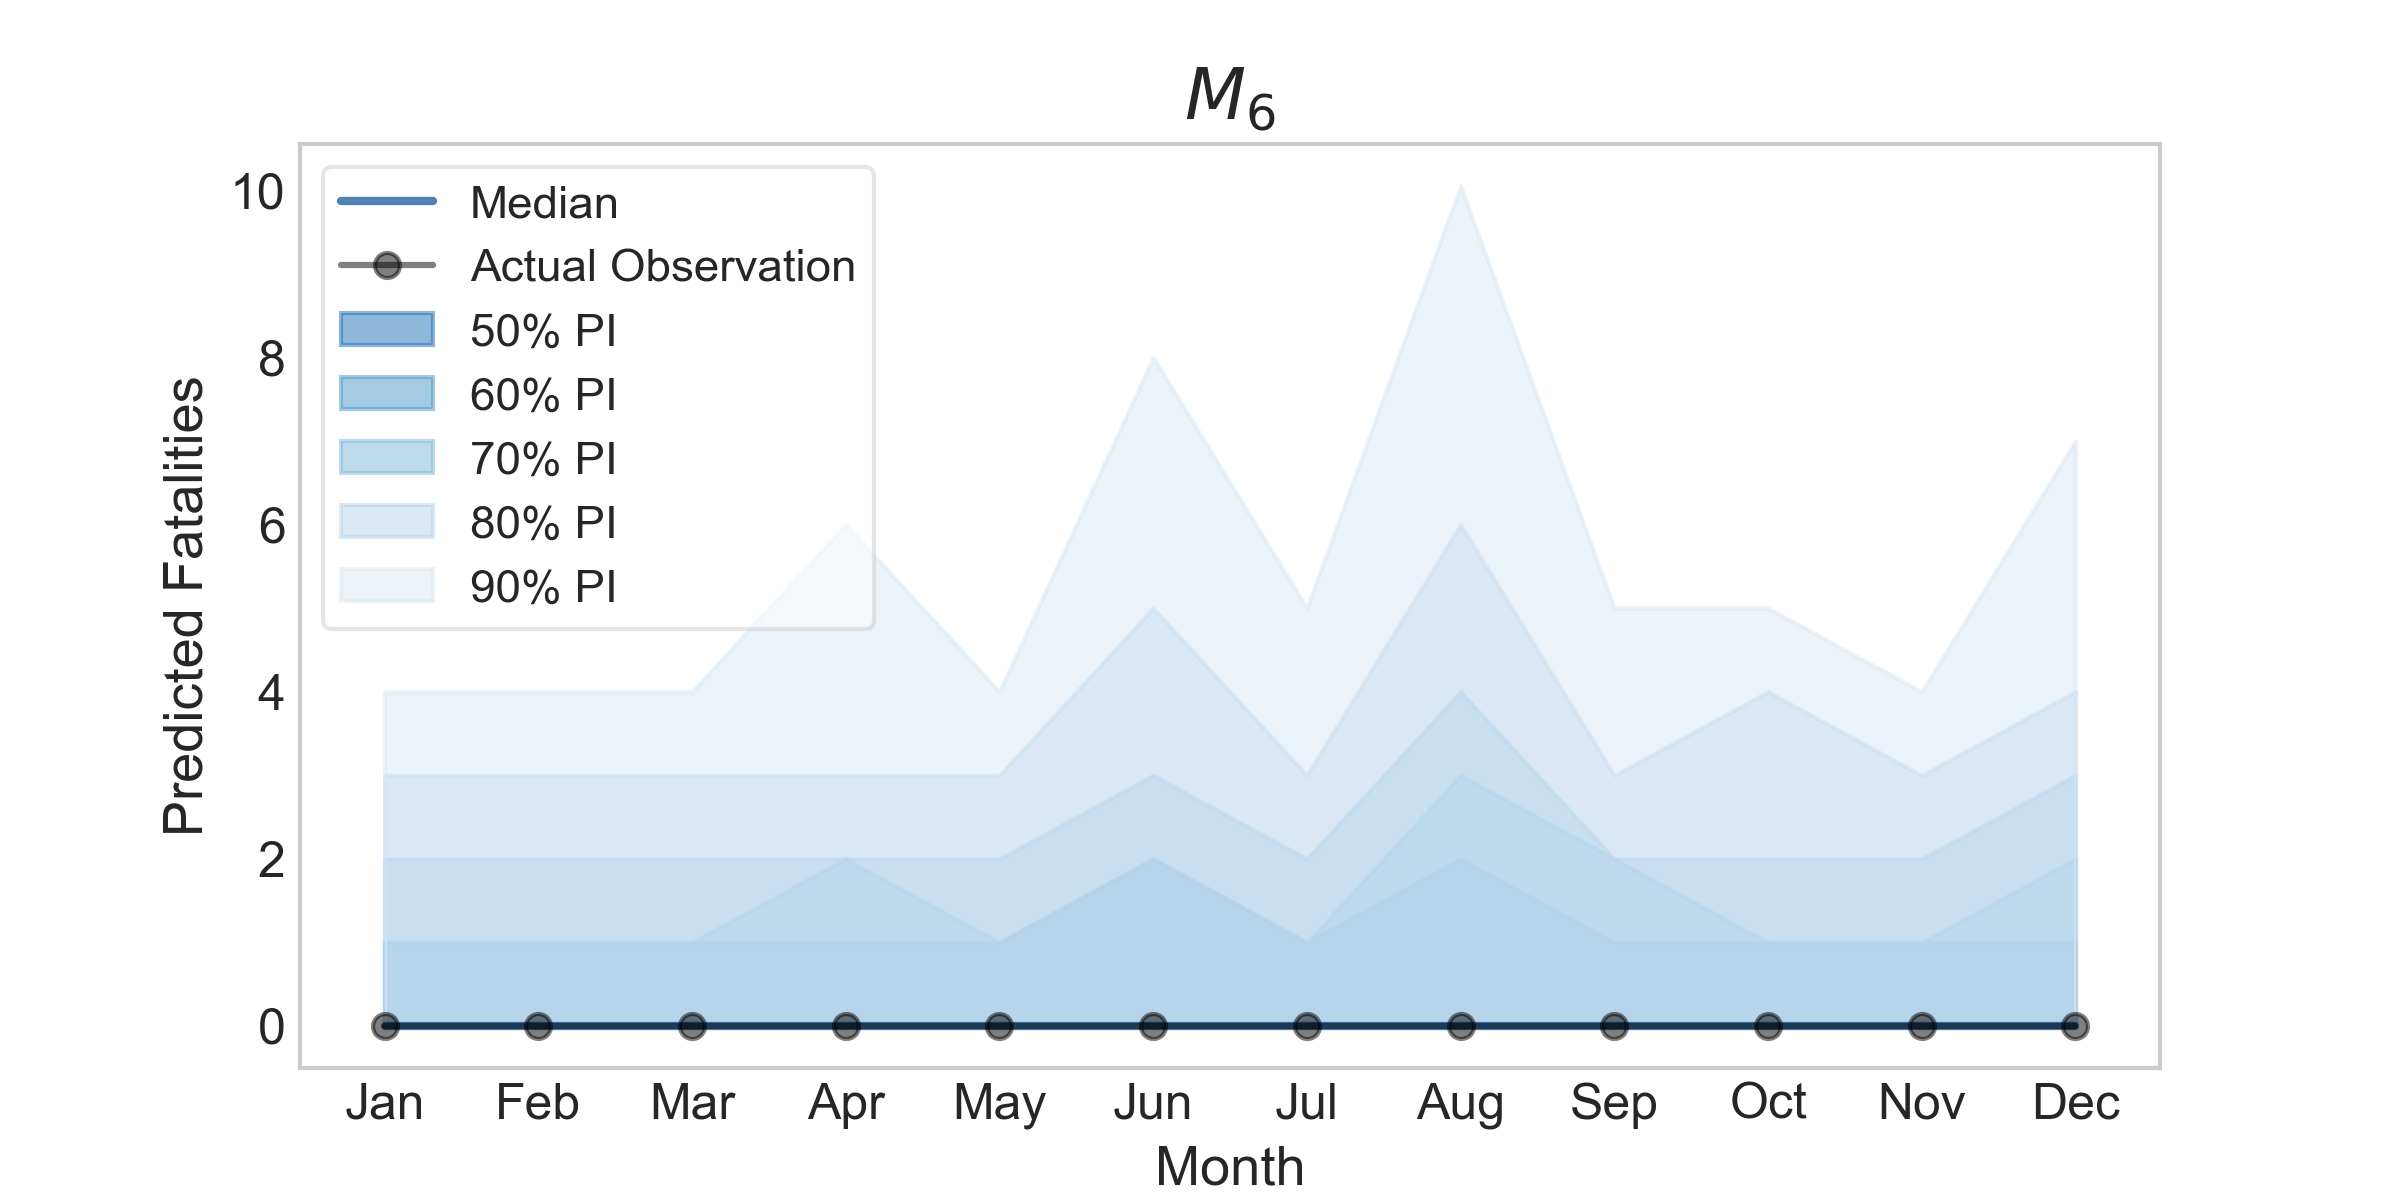 M6
10
8
6
4
2
0
Predicted Fatalities
Median
Actual Observation
50% PI
60% PI
70% PI
80% PI
90% PI
Jan Feb Mar Apr May Jun Jul Aug Sep Oct Nov Dec
Month